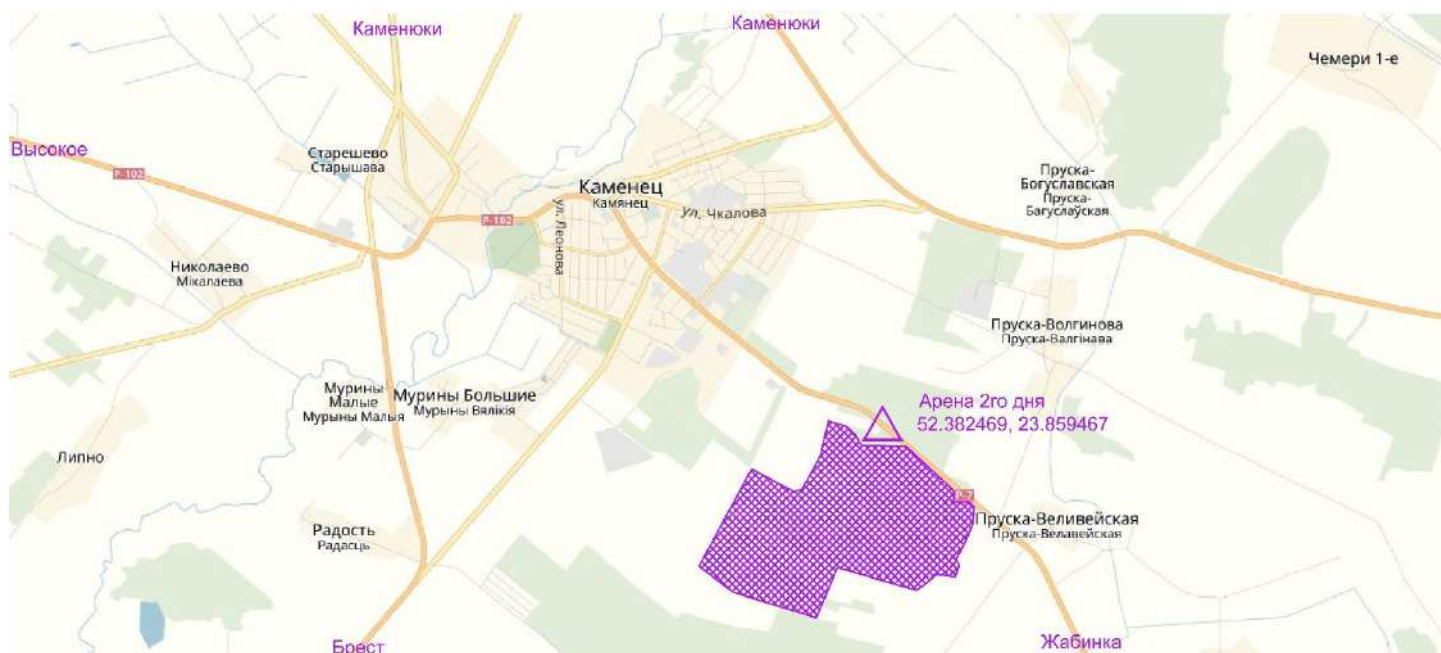 Каменюки
Каменюки
Чемери 1-е
Высокое
Р-102
Старешево
Старышава
Каменец
Камянец
Р-102
ул. Леонова
ул. Чкалова
Пруска-
Богуславская
Пруска-
Багуслаўская
Николаево
Мікалаева
Пруска-Волгинова
Пруска-Валгінава
Мурины
Малые
Мурыны Малыя
Мурины Большие
Мурыны Вялікія
Арена 2го дня
52.382469, 23.859467
Липно
Р-7
Радость
Радасць
Пруска-Веливейская
Пруска-Велавейская
Брест
Жабинка